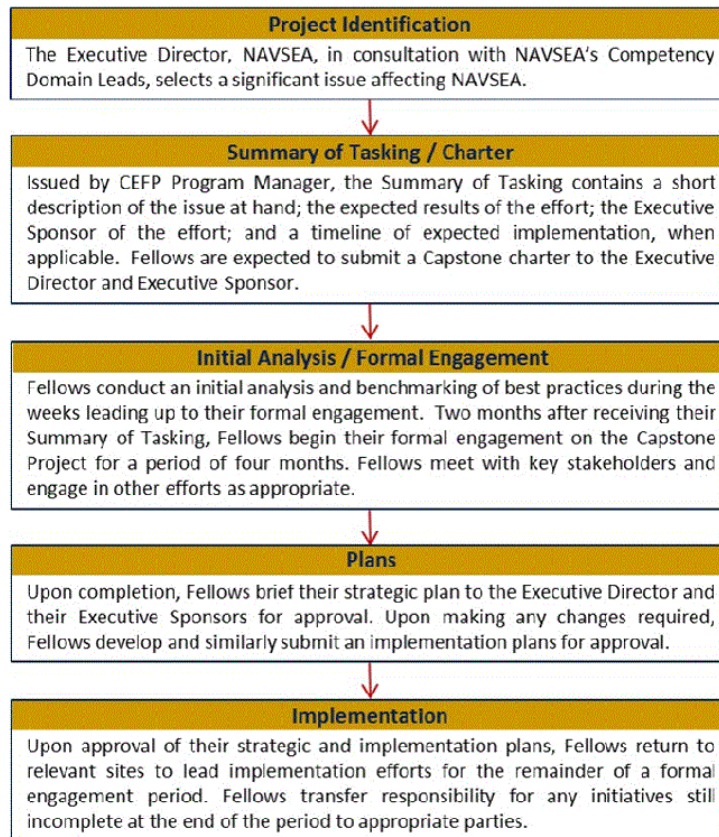 Project Identification
The Executive Director, NAVSEA, in consultation with NAVSEA's Competency
Domain Leads, selects a significant issue affecting NAVSEA.
Summary of Tasking / Charter
Issued by CEFP Program Manager, the Summary of Tasking contains a short
description of the issue at hand; the expected results of the effort; the Executive
Sponsor of the effort; and a timeline of expected implementation, when
applicable. Fellows are expected to submit a Capstone charter to the Executive
Director and Executive Sponsor.
Initial Analysis / Formal Engagement
Fellows conduct an initial analysis and benchmarking of best practices during the
weeks leading up to their formal engagement. Two months after receiving their
Summary of Tasking, Fellows begin their formal engagement on the Capstone
Project for a period of four months. Fellows meet with key stakeholders and
engage in other efforts as appropriate.
Plans
Upon completion, Fellows brief their strategic plan to the Executive Director and
their Executive Sponsors for approval. Upon making any changes required,
Fellows develop and similarly submit an implementation plans for approval.
Implementation
Upon approval of their strategic and implementation plans, Fellows return to
relevant sites to lead implementation efforts for the remainder of a formal
engagement period. Fellows transfer responsibility for any initiatives still
incomplete at the end of the period to appropriate parties.